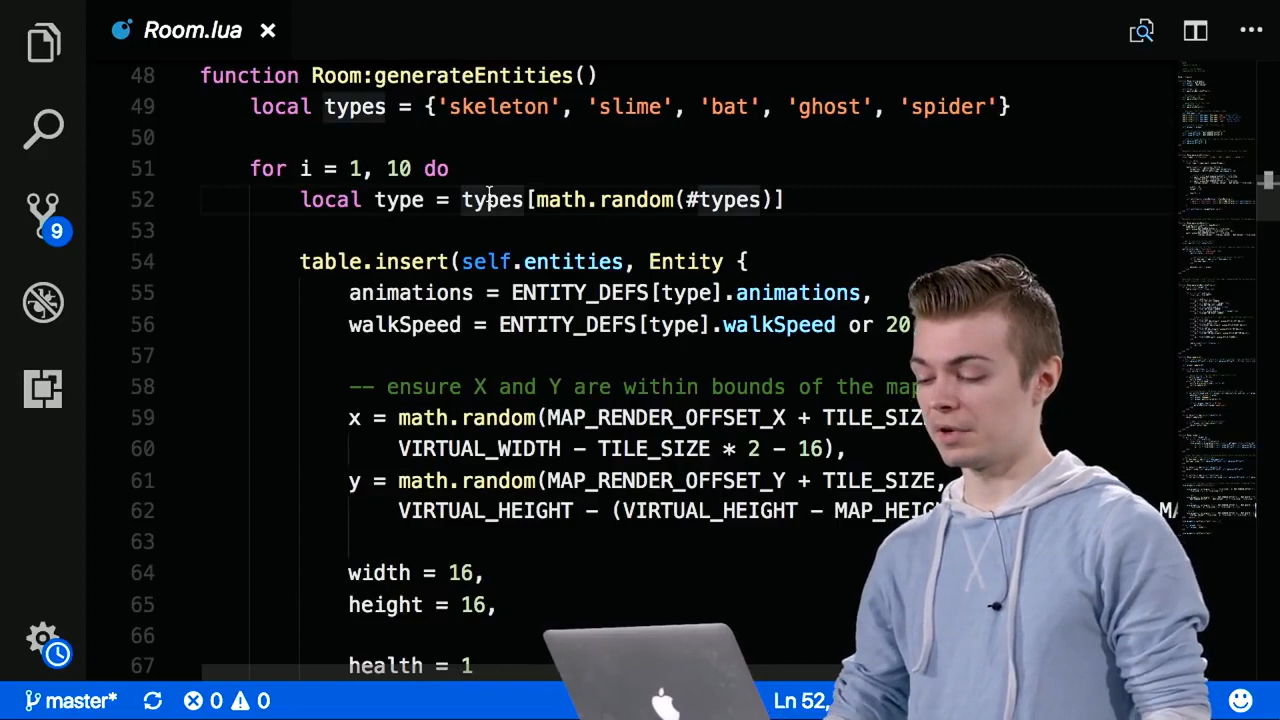 Room.lua ×
48 function Room:generateEntities()
49 local types = {'skeleton', 'slime', 'bat', 'ghost', 'spider'}
50
51 for i = 1, 10 do
52 local type = types[math.random(#types)]
53
54 table.insert(self.entities, Entity {
55 animations = ENTITY_DEFS[type].animations,
56 walkSpeed = ENTITY_DEFS[type].walkSpeed or 20
57
58 -- ensure X and Y are within bounds of the map
59 x = math.random(MAP_RENDER_OFFSET_X + TILE_SIZ
60 VIRTUAL_WIDTH - TILE_SIZE * 2 - 16),
61 y = math.random(MAP_RENDER_OFFSET_Y + TILE_SIZE,
62 VIRTUAL_HEIGHT - (VIRTUAL_HEIGHT - MAP_HEIG
63
64 width = 16,
65 height = 16,
66
67 health = 1
9
master* 0 0 Ln 52,